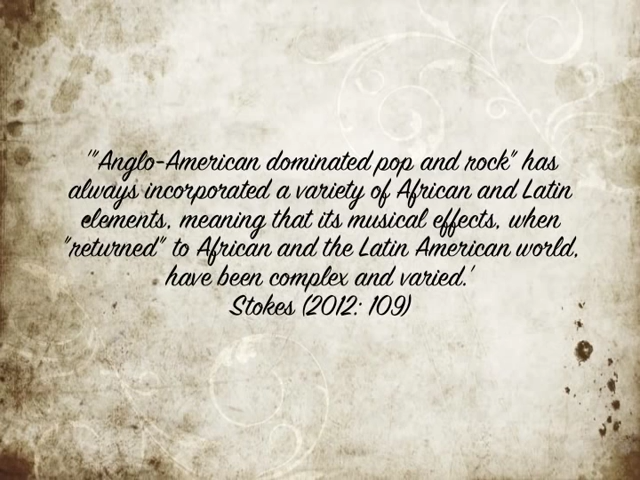 '"Anglo-American dominated pop and rock" has
always incorporated a variety of African and Latin
elements, meaning that its musical effects, when
"returned" to African and the Latin American world,
have been complex and varied.'
Stokes (2012: 109)